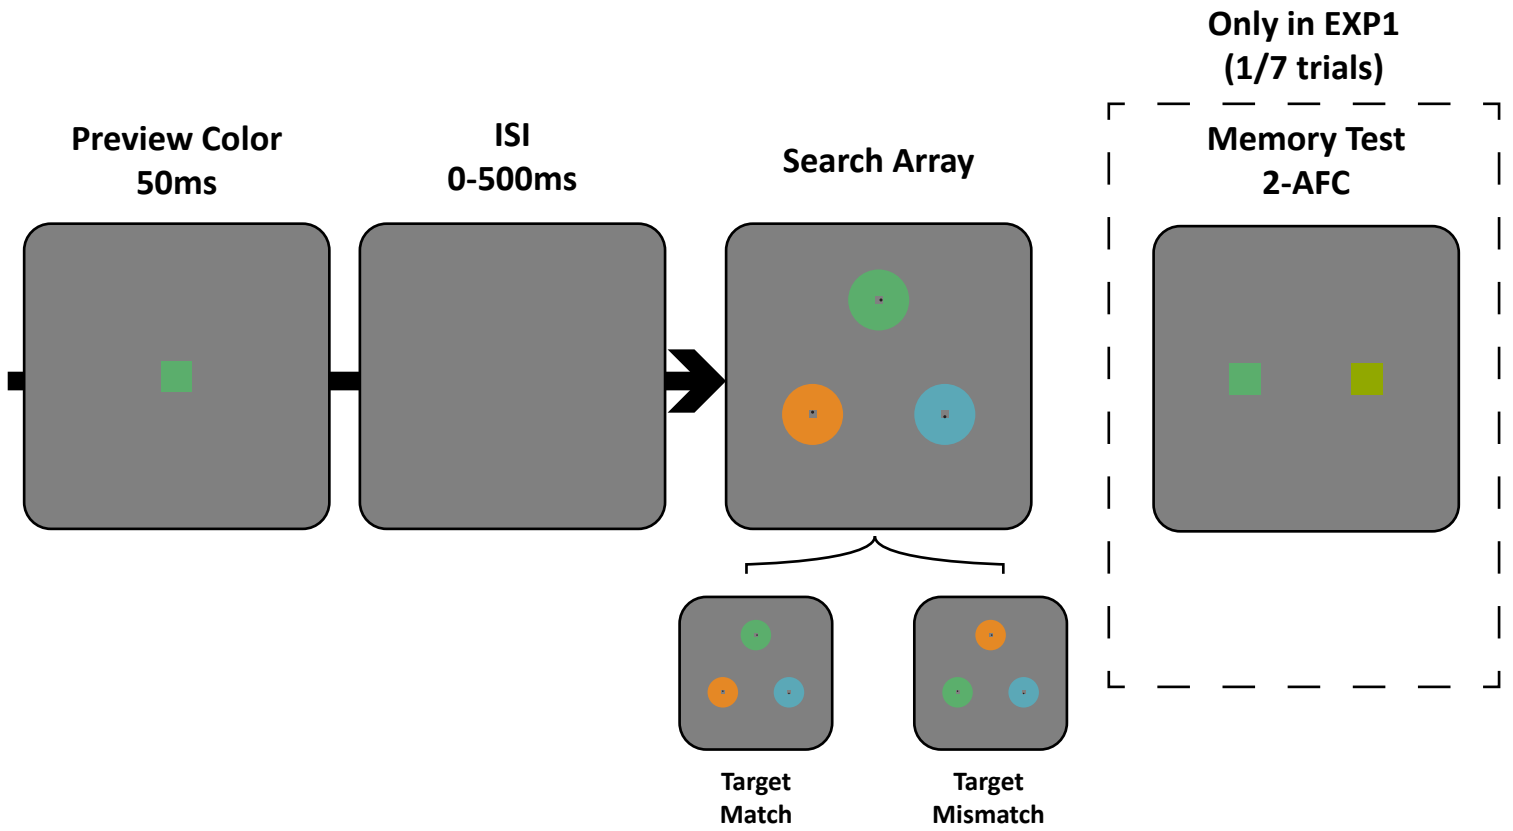 Only in EXP1
(1/7 trials)
Preview Color
50ms
ISI
0-500ms
Search Array
Memory Test
2-AFC
Target
Match
Target
Mismatch